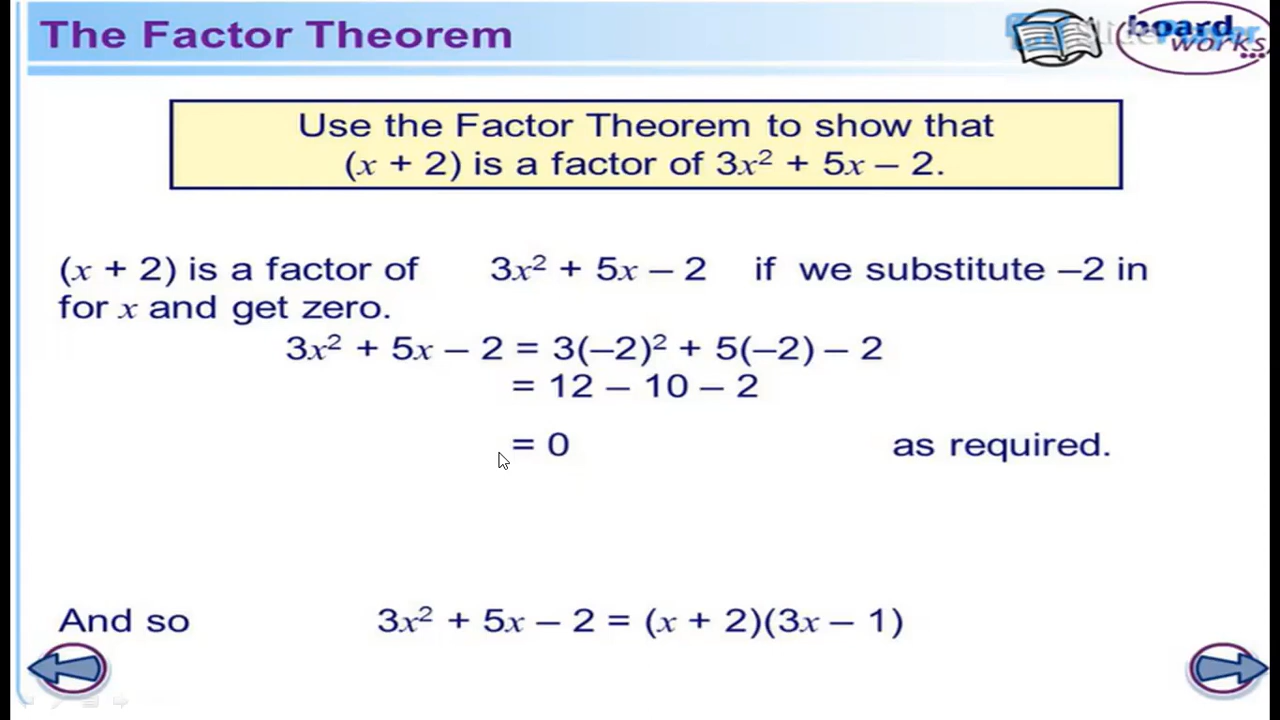 The Factor Theorem
board
works
Use the Factor Theorem to show that
(x + 2) is a factor of 3x² + 5x – 2.
(x + 2) is a factor of 3x² + 5x – 2 if we substitute –2 in
for x and get zero.
3x² + 5x – 2 = 3(–2)² + 5(–2) – 2
= 12 – 10 – 2
= 0 as required.
And so 3x² + 5x – 2 = (x + 2)(3x – 1)